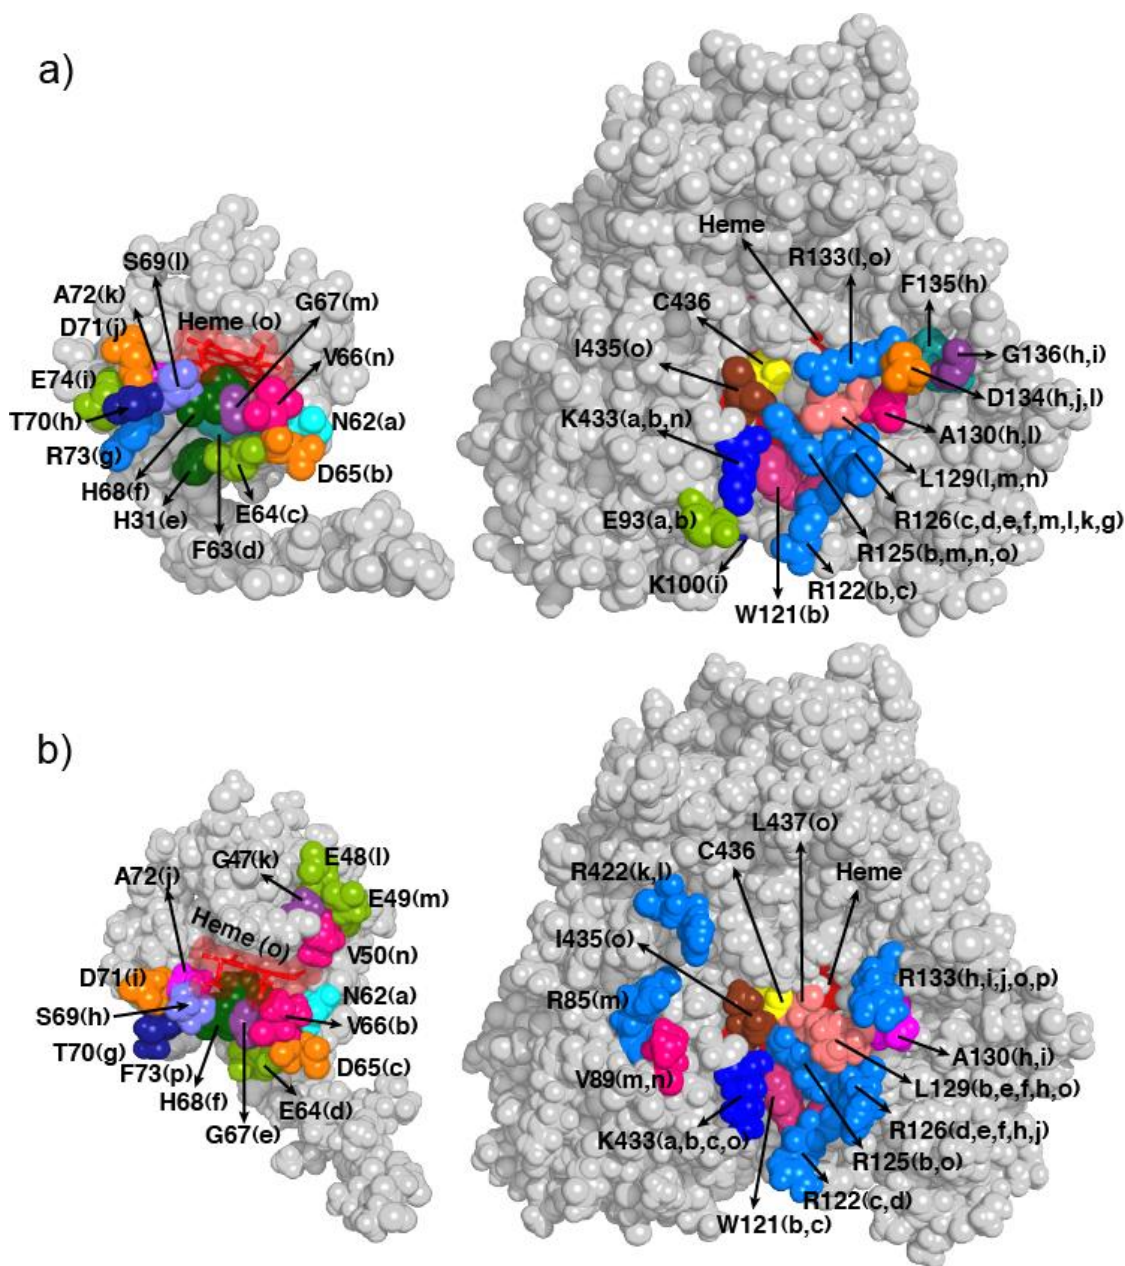 a)
S69(l)
A72(k)
G67(m)
D71(j)
Heme (o)
V66(n)
E74(i)
T70(h)
N62(a)
R73(g)
D65(b)
H68(f)
E64(c)
H31(e)
F63(d)
Heme
R133(l,o)
F135(h)
C436
I435(o)
G136(h,i)
D134(h,j,l)
K433(a,b,n)
A130(h,l)
L129(l,m,n)
E93(a,b)
R126(c,d,e,f,m,l,k,g)
R125(b,m,n,o)
K100(i)
R122(b,c)
W121(b)
b)
G47(k)
E48(l)
A72(j)
E49(m)
Heme (o)
V50(n)
D71(i)
N62(a)
S69(h)
V66(b)
T70(g)
D65(c)
F73(p)
H68(f)
E64(d)
G67(e)
L437(o)
C436
Heme
R422(k,l)
I435(o)
R133(h,i,j,o,p)
R85(m)
A130(h,i)
V89(m,n)
L129(b,e,f,h,o)
K433(a,b,c,o)
R126(d,e,f,h,j)
R125(b,o)
R122(c,d)
W121(b,c)